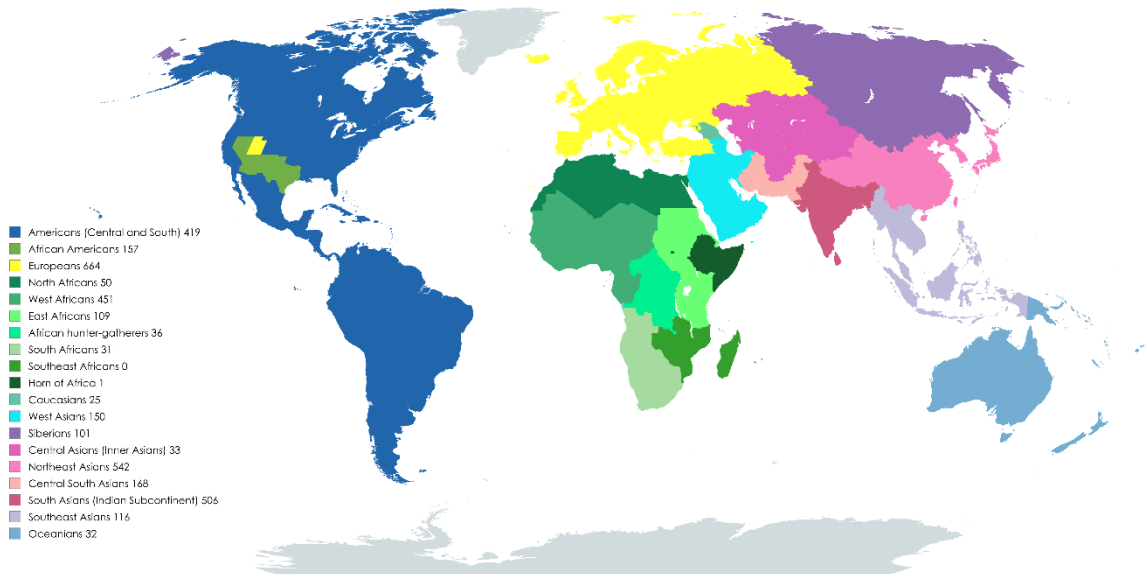 Americans (Central and South) 419
African Americans 157
Europeans 664
North Africans 50
West Africans 451
East Africans 109
African hunter-gatherers 36
South Africans 31
Southeast Africans 0
Horn of Africa 1
Caucasians 25
West Asians 150
Siberians 101
Central Asians (Inner Asians) 33
Northeast Asians 542
Central South Asians 168
South Asians (Indian Subcontinent) 506
Southeast Asians 116
Oceanians 32